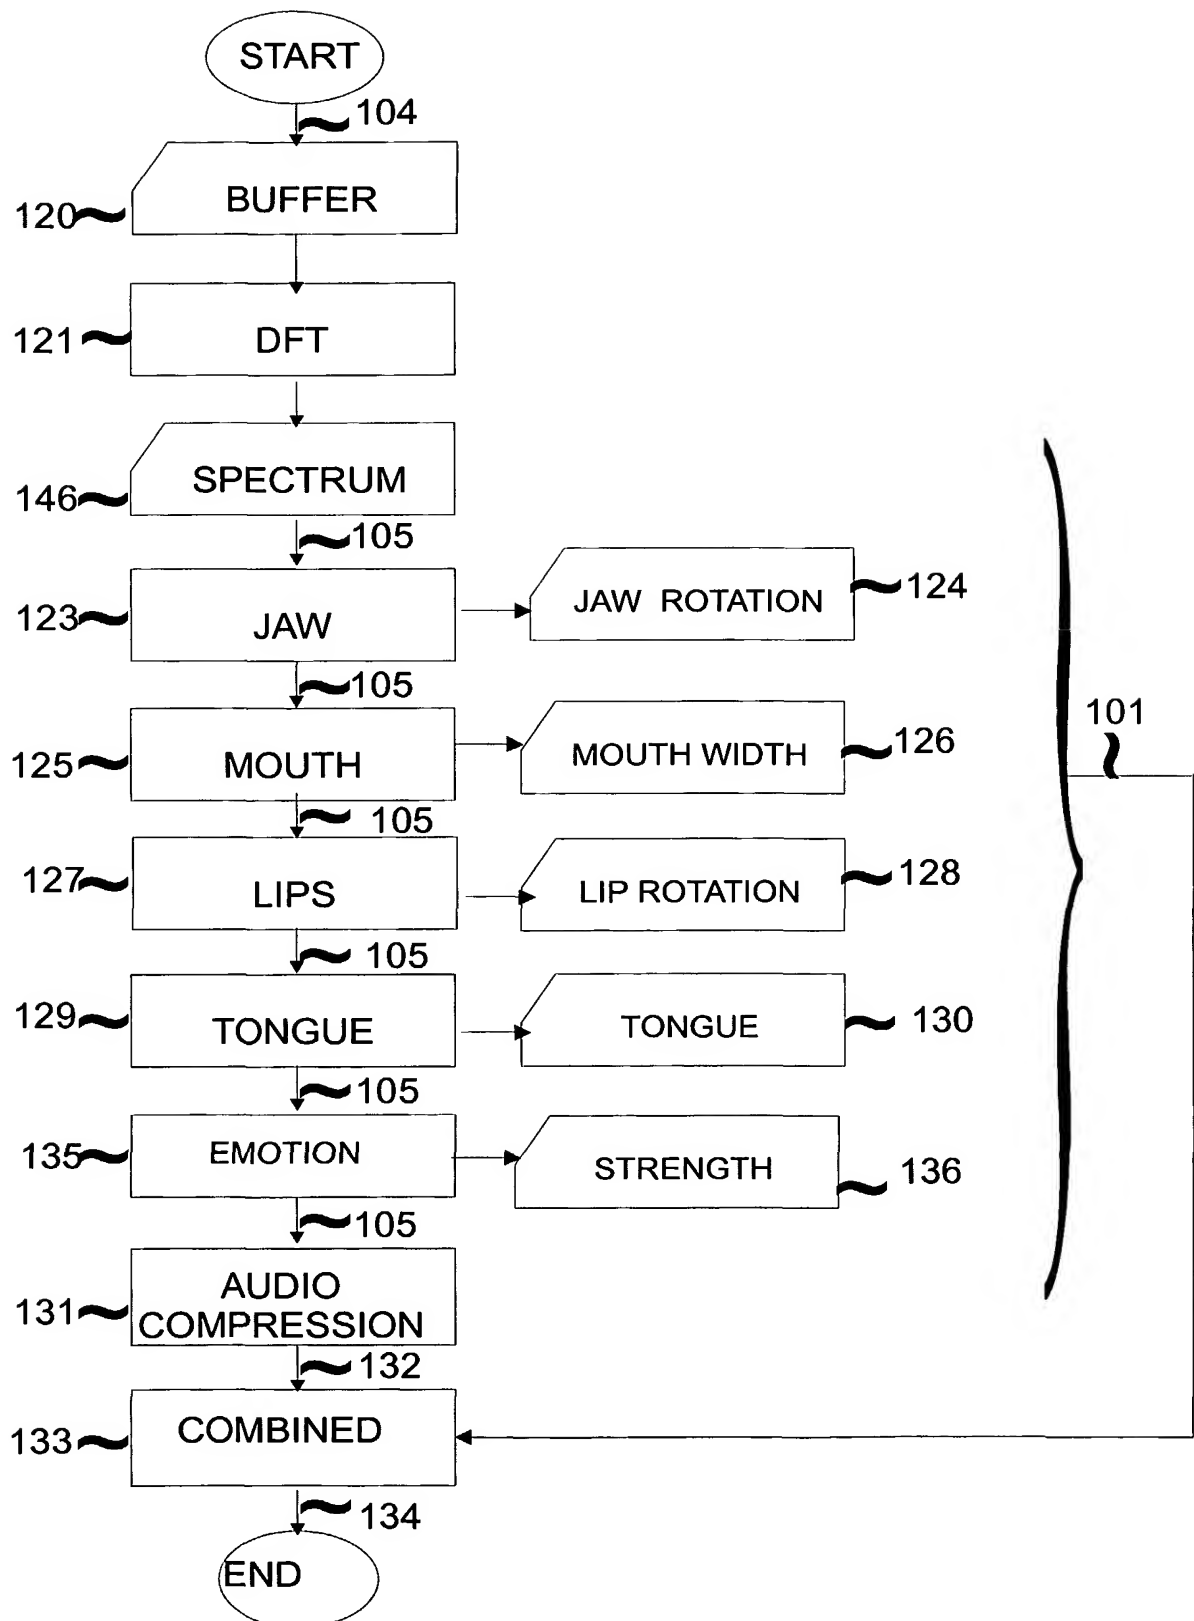 START
104
BUFFER
120
DFT
121
SPECTRUM
146
105
JAW ROTATION
124
JAW
123
105
101
MOUTH
MOUTH WIDTH
126
125
105
LIPS
LIP ROTATION
128
127
105
TONGUE
TONGUE
130
129
105
EMOTION
STRENGTH
136
135
105
AUDIO
COMPRESSION
131
132
COMBINED
133
134
END